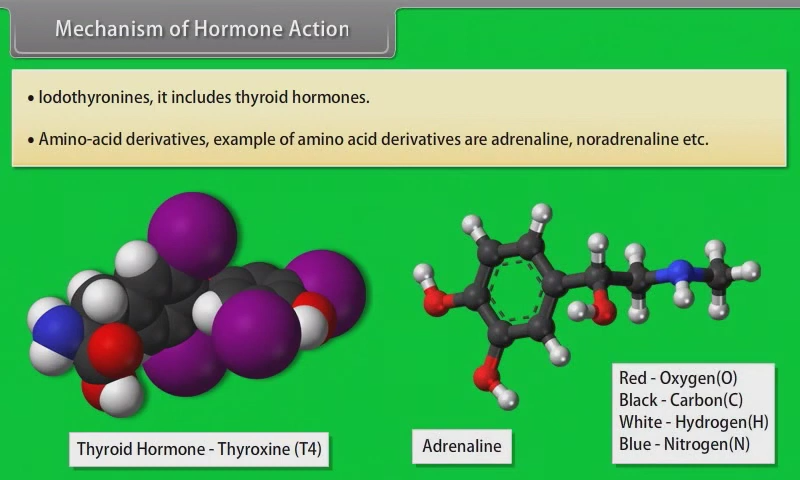 Mechanism of Hormone Action
• Iodothyronines, it includes thyroid hormones.
• Amino-acid derivatives, example of amino acid derivatives are adrenaline, noradrenaline etc.
Thyroid Hormone - Thyroxine (T4)
Adrenaline
Red - Oxygen(O)
Black - Carbon(C)
White - Hydrogen(H)
Blue - Nitrogen(N)